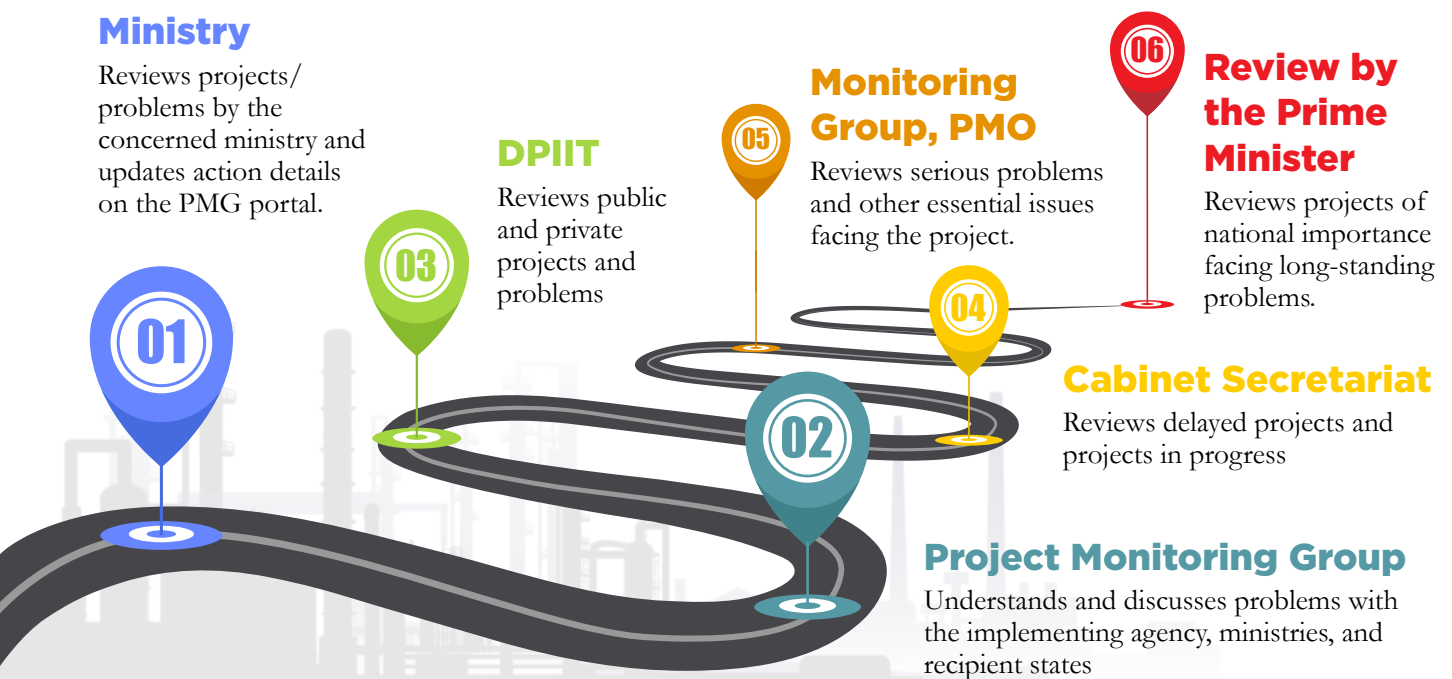 01
Ministry
Reviews projects/
problems by the
concerned ministry and
updates action details
on the PMG portal.
02
Project Monitoring Group
Understands and discusses problems with
the implementing agency, ministries, and
recipient states
03
DPIIT
Reviews public
and private
projects and
problems
04
Cabinet Secretariat
Reviews delayed projects and
projects in progress
05
Monitoring
Group, PMO
Reviews serious problems
and other essential issues
facing the project.
06
Review by
the Prime
Minister
Reviews projects of
national importance
facing long-standing
problems.